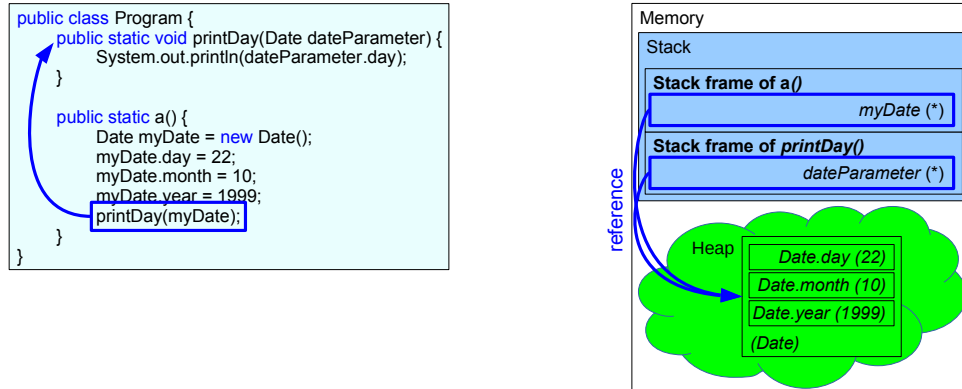 public class Program {
public static void printDay(Date dateParameter) {
System.out.println(dateParameter.day);
}
public static a() {
Date myDate = new Date();
myDate.day = 22;
myDate.month = 10;
myDate.year = 1999;
printDay(myDate);
}
}
Memory
Stack
Stack frame of a()
myDate (*)
Stack frame of printDay()
dateParameter (*)
reference
Heap
Date.day (22)
Date.month (10)
Date.year (1999)
(Date)